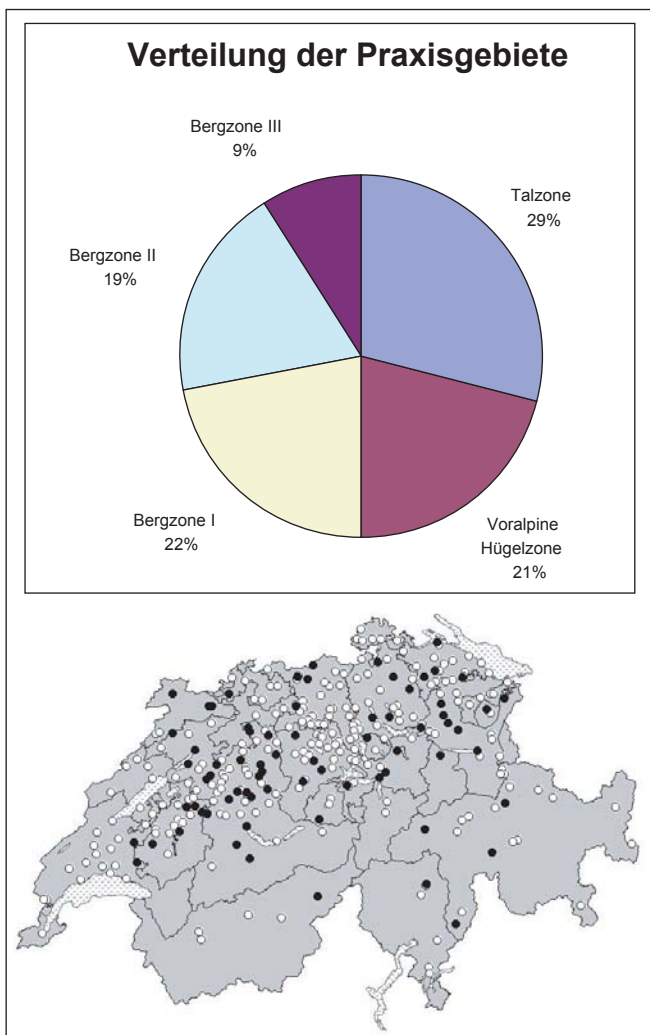 Verteilung der Praxisgebiete
Bergzone III
9%
Talzone
29%
Bergzone II
19%
Bergzone I
22%
Voralpine
Hügelzone
21%